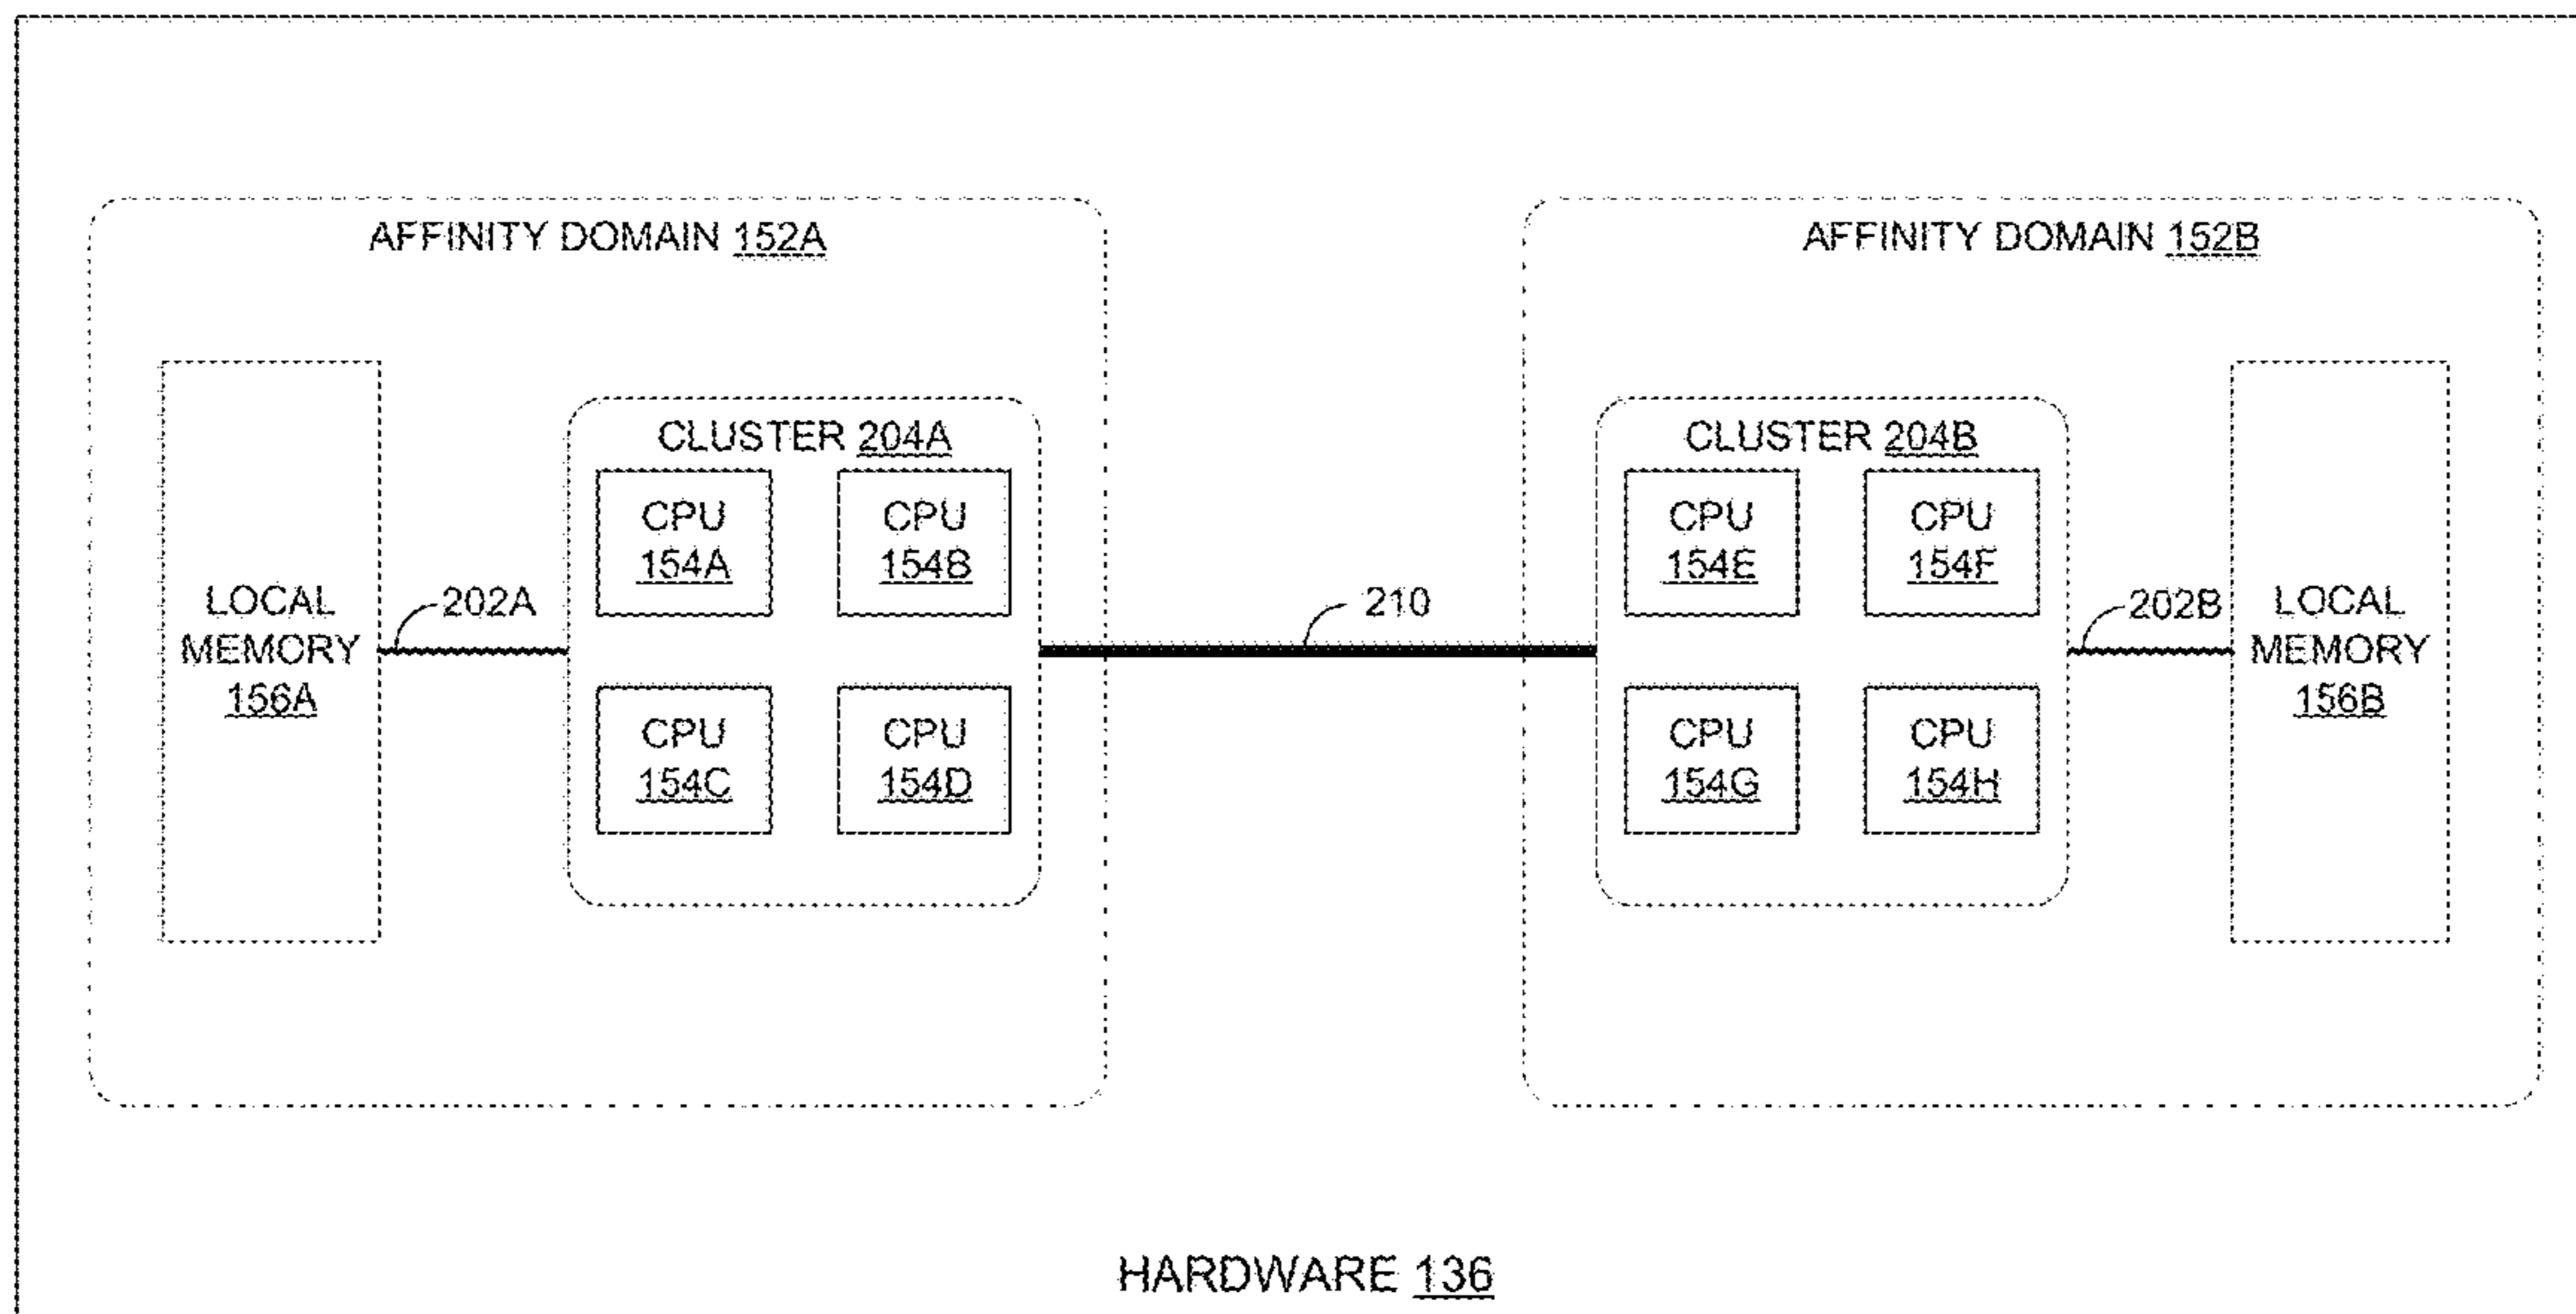 AFFINITY DOMAIN 152A
AFFINITY DOMAIN 152B
LOCAL
MEMORY
156A
202A
CLUSTER 204A
CPU
154A
CPU
154B
CPU
154C
CPU
154D
210
CLUSTER 204B
CPU
154E
CPU
154F
CPU
154G
CPU
154H
202B
LOCAL
MEMORY
156B
HARDWARE 136